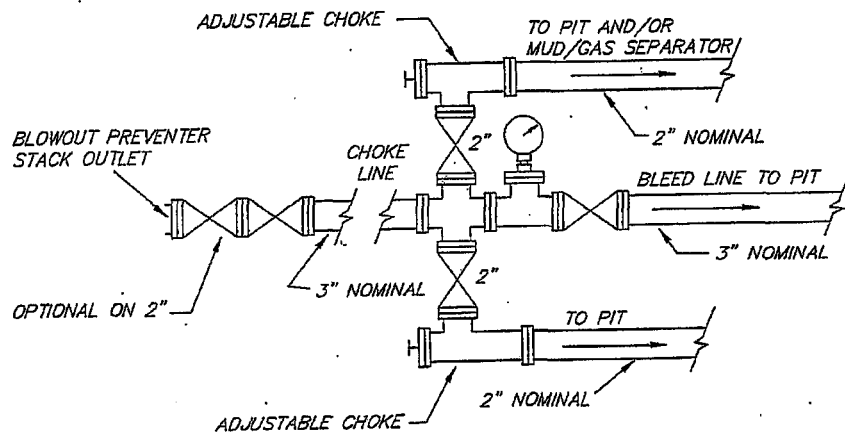 ADJUSTABLE CHOKE
TO PIT AND/OR
MUD/GAS SEPARATOR
2" NOMINAL
BLOWOUT PREVENTER
STACK OUTLET
CHOKE
LINE
2"
BLEED LINE TO PIT
3" NOMINAL
OPTIONAL ON 2"
3" NOMINAL
2"
TO PIT
2" NOMINAL
ADJUSTABLE CHOKE